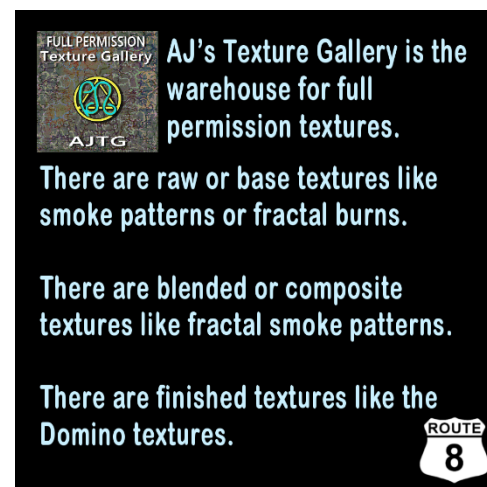 FULL PERMISSION
Texture Gallery
AJTG
AJ's Texture Gallery is the
warehouse for full
permission textures.
There are raw or base textures like
smoke patterns or fractal burns.
There are blended or composite
textures like fractal smoke patterns.
There are finished textures like the
Domino textures.
ROUTE
8